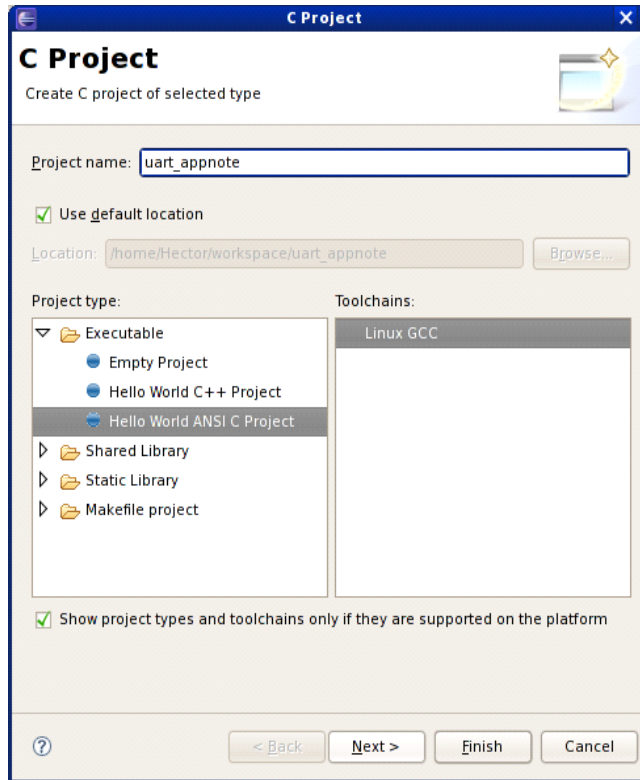 C Project
C Project
Create C project of selected type
Project name: uart_appnote
Use default location
Location: /home/Hector/workspace/uart_appnote Browse...
Project type: Toolchains:
Executable Linux GCC
Empty Project
Hello World C++ Project
Hello World ANSI C Project
Shared Library
Static Library
Makefile project
Show project types and toolchains only if they are supported on the platform
? < Back Next > Finish Cancel